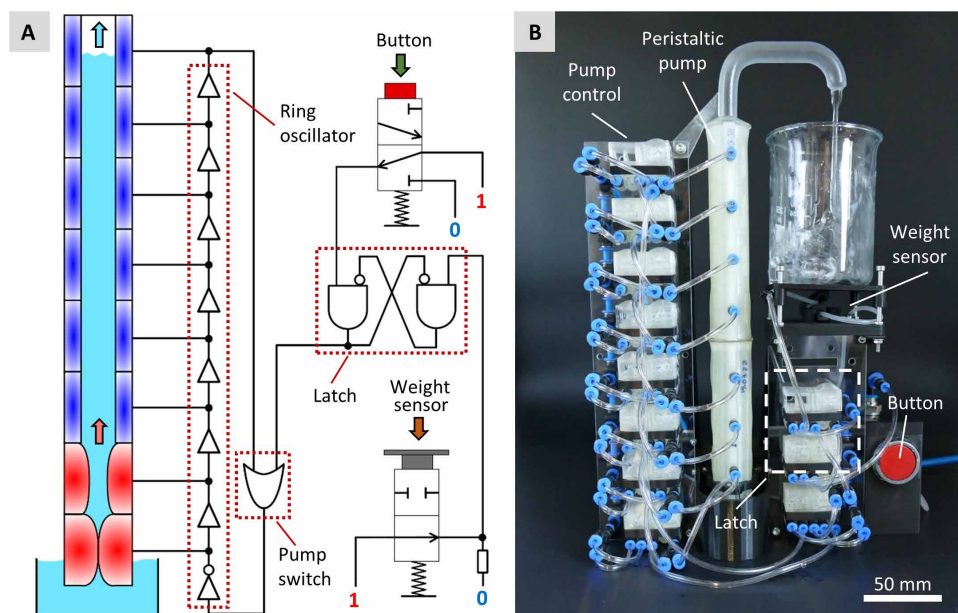 A
Button
Ring
oscillator
1
0
Latch
Weight
sensor
Pump
switch
1
0
B
Peristaltic
pump
Pump
control
Weight
sensor
Button
Latch
50 mm